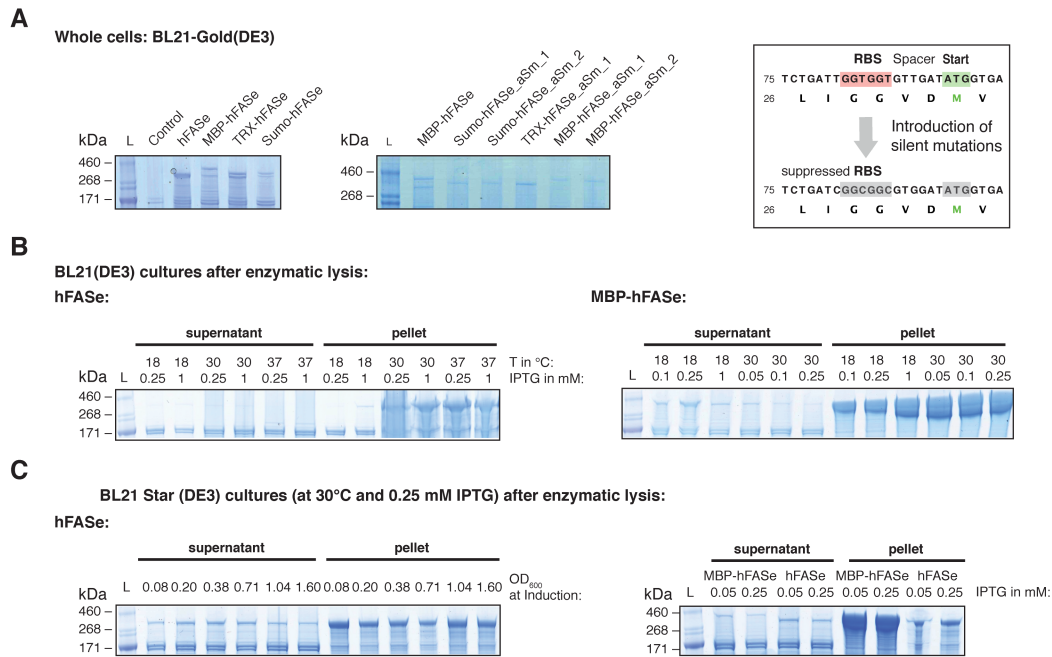 A
Whole cells: BL21-Gold(DE3)
kDa L Control hFASe MBP-hFASe TRX-hFASe Sumo-hFASe
460
268
171
kDa L MBP-hFASe Sumo-hFASe_aSm_1 Sumo-hFASe_aSm_2 TRX-hFASe_aSm_1 MBP-hFASe_aSm_1 MBP-hFASe_aSm_2
460
268
RBS Spacer Start
75 TCTGATTGGTGGTGTTGATATGGTGA
26 L I G G V D M V
Introduction of
silent mutations
suppressed RBS
75 TCTGATCGGCGGCGTGGATATGGTGA
26 L I G G V D M V
B
BL21(DE3) cultures after enzymatic lysis:
hFASe:
supernatant pellet
18 18 30 30 37 37 18 18 30 30 37 37 T in °C:
kDa L 0.25 1 0.25 1 0.25 1 0.25 1 0.25 1 0.25 1 IPTG in mM:
460
268
171
MBP-hFASe:
supernatant pellet
18 18 18 30 30 30 18 18 18 30 30 30
L 0.1 0.25 1 0.05 0.1 0.25 0.1 0.25 1 0.05 0.1 0.25
C
BL21 Star (DE3) cultures (at 30°C and 0.25 mM IPTG) after enzymatic lysis:
hFASe:
supernatant pellet
L 0.08 0.20 0.38 0.71 1.04 1.60 0.08 0.20 0.38 0.71 1.04 1.60 OD600
at Induction:
kDa
460
268
171
supernatant pellet
MBP-hFASe hFASe MBP-hFASe hFASe
kDa L 0.05 0.25 0.05 0.25 0.05 0.25 0.05 0.25 IPTG in mM:
460
268
171